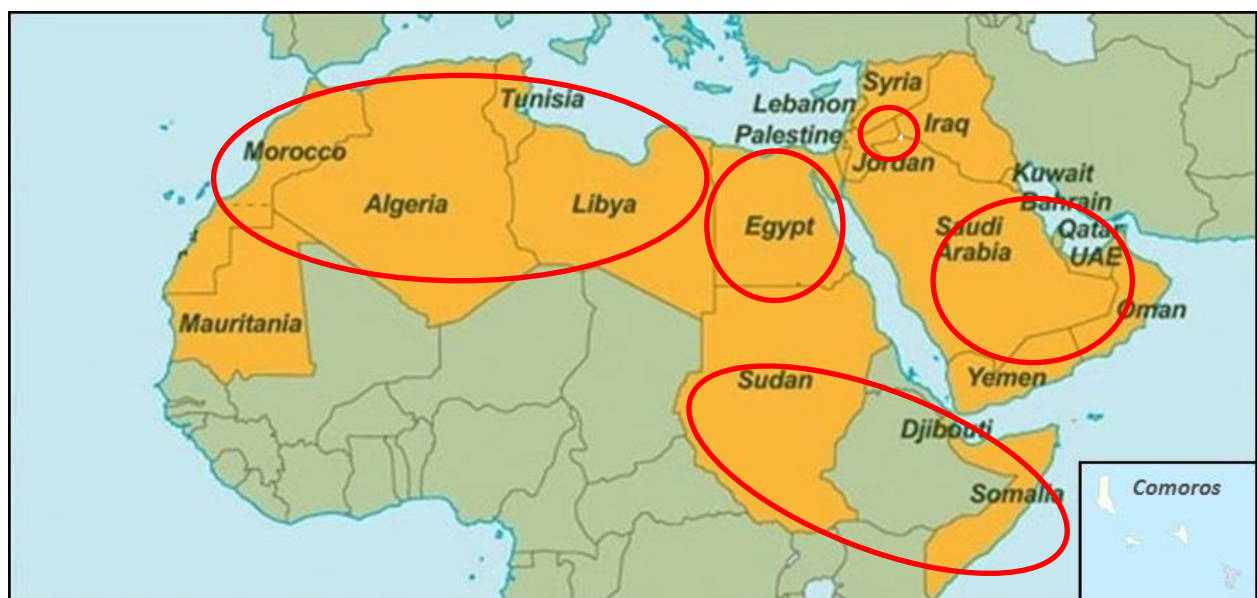 Syria
Tunisia
Lebanon
Iraq
Palestine
Morocco
Jordan
Kuwait
Bahrain
Algeria
Libya
Egypt
Saudi
Arabia
Qatar
UAE
Oman
Mauritania
Sudan
Yemen
Djibouti
Somalia
Comoros